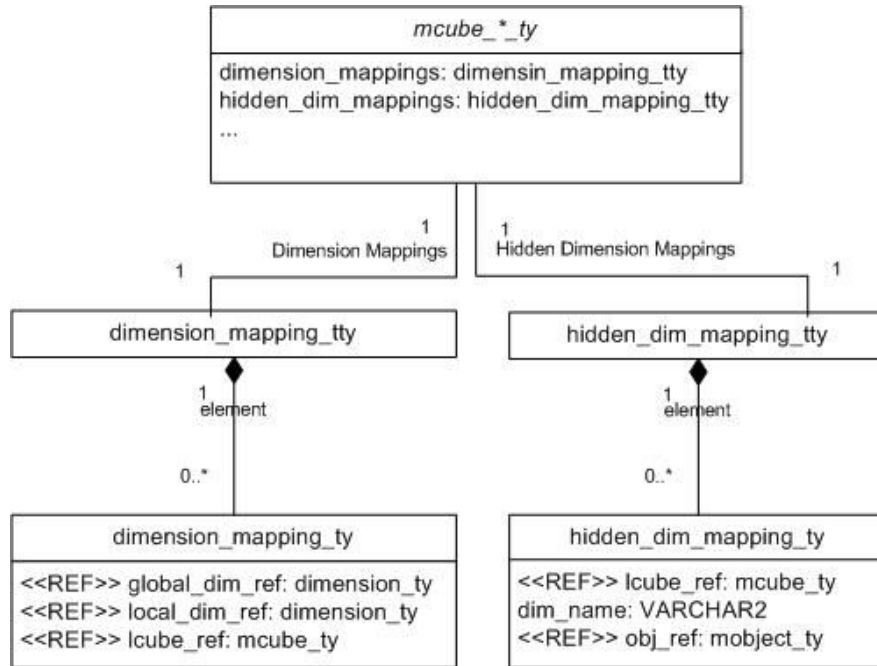 mcube_*_ty
dimension_mappings: dimensin_mapping_tty
hidden_dim_mappings: hidden_dim_mapping_tty
...
1
1
Dimension Mappings
Hidden Dimension Mappings
1
1
dimension_mapping_tty
hidden_dim_mapping_tty
1
element
1
element
0..*
0..*
dimension_mapping_ty
<<REF>> global_dim_ref: dimension_ty
<<REF>> local_dim_ref: dimension_ty
<<REF>> lcube_ref: mcube_ty
hidden_dim_mapping_ty
<<REF>> lcube_ref: mcube_ty
dim_name: VARCHAR2
<<REF>> obj_ref: mobject_ty